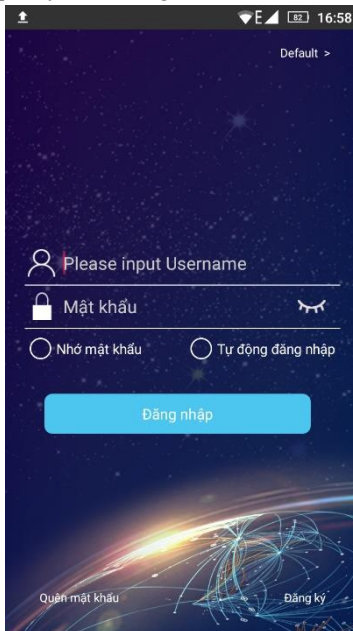 E 82 16:58
Default >
Please input Username
Mật khẩu
Nhớ mật khẩu Tự động đăng nhập
Đăng nhập
Quên mật khẩu Đăng ký